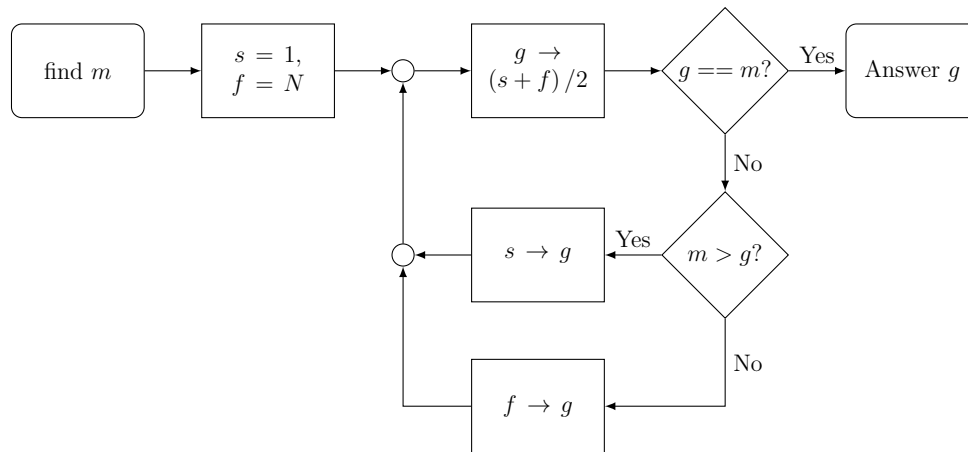 find m
s = 1,
f = N
g →
(s + f) /2
g == m?
Yes
Answer g
No
m > g?
Yes
s → g
No
f → g